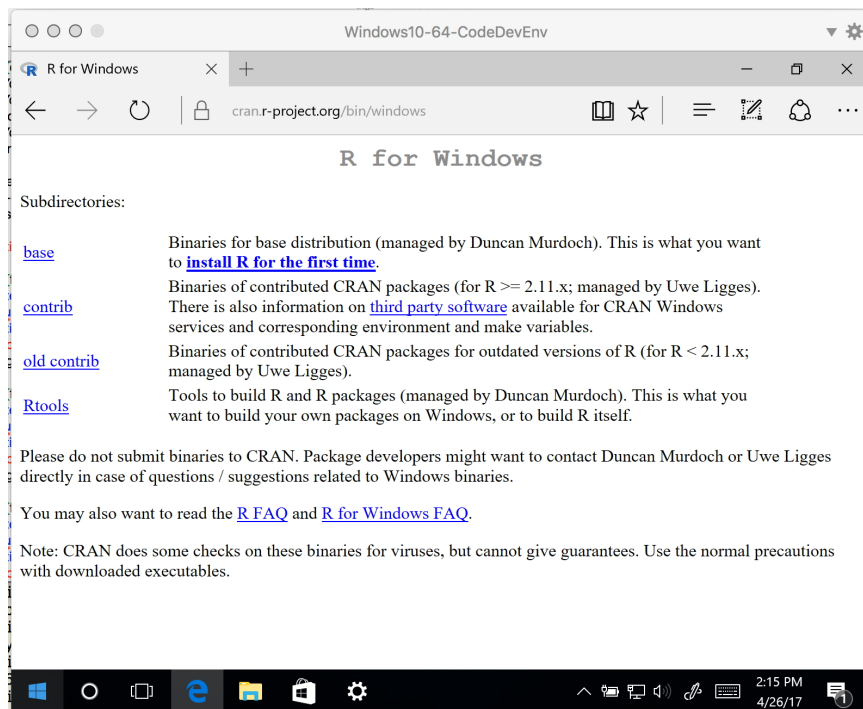 Windows10-64-CodeDevEnv
R for Windows
cran.r-project.org/bin/windows
R for Windows
Subdirectories:
base
Binaries for base distribution (managed by Duncan Murdoch). This is what you want
to install R for the first time.
contrib
Binaries of contributed CRAN packages (for R >= 2.11.x; managed by Uwe Ligges).
There is also information on third party software available for CRAN Windows
services and corresponding environment and make variables.
old contrib
Binaries of contributed CRAN packages for outdated versions of R (for R < 2.11.x;
managed by Uwe Ligges).
Rtools
Tools to build R and R packages (managed by Duncan Murdoch). This is what you
want to build your own packages on Windows, or to build R itself.
Please do not submit binaries to CRAN. Package developers might want to contact Duncan Murdoch or Uwe Ligges
directly in case of questions / suggestions related to Windows binaries.
You may also want to read the R FAQ and R for Windows FAQ.
Note: CRAN does some checks on these binaries for viruses, but cannot give guarantees. Use the normal precautions
with downloaded executables.
2:15 PM
4/26/17
1